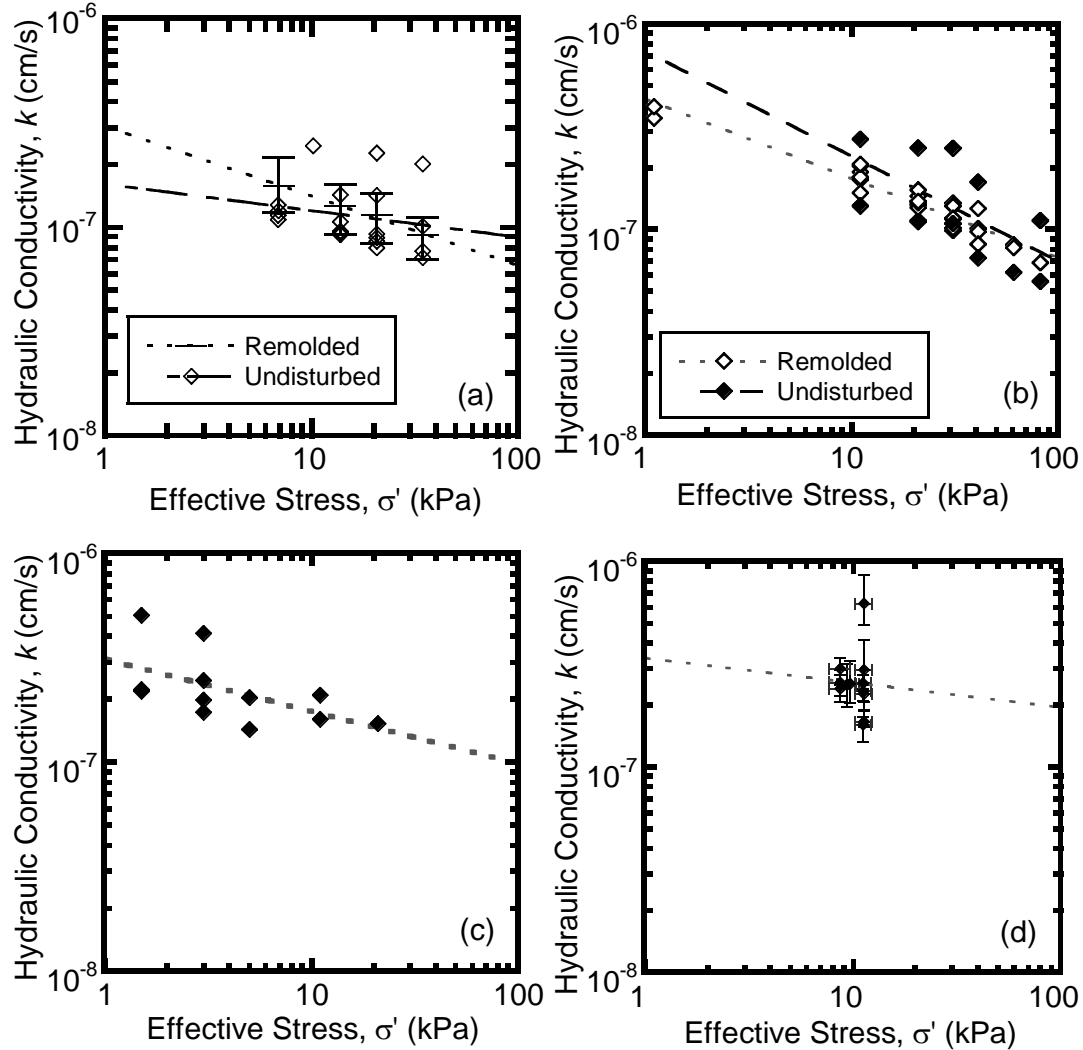 10^-6
10^-7
10^-8
Hydraulic Conductivity, k (cm/s)
Remolded
Undisturbed
(a)
1 10 100
Effective Stress, σ' (kPa)
10^-6
10^-7
10^-8
Hydraulic Conductivity, k (cm/s)
Remolded
Undisturbed
(b)
1 10 100
Effective Stress, σ' (kPa)
10^-6
10^-7
10^-8
Hydraulic Conductivity, k (cm/s)
(c)
1 10 100
Effective Stress, σ' (kPa)
10^-6
10^-7
10^-8
Hydraulic Conductivity, k (cm/s)
(d)
1 10 100
Effective Stress, σ' (kPa)